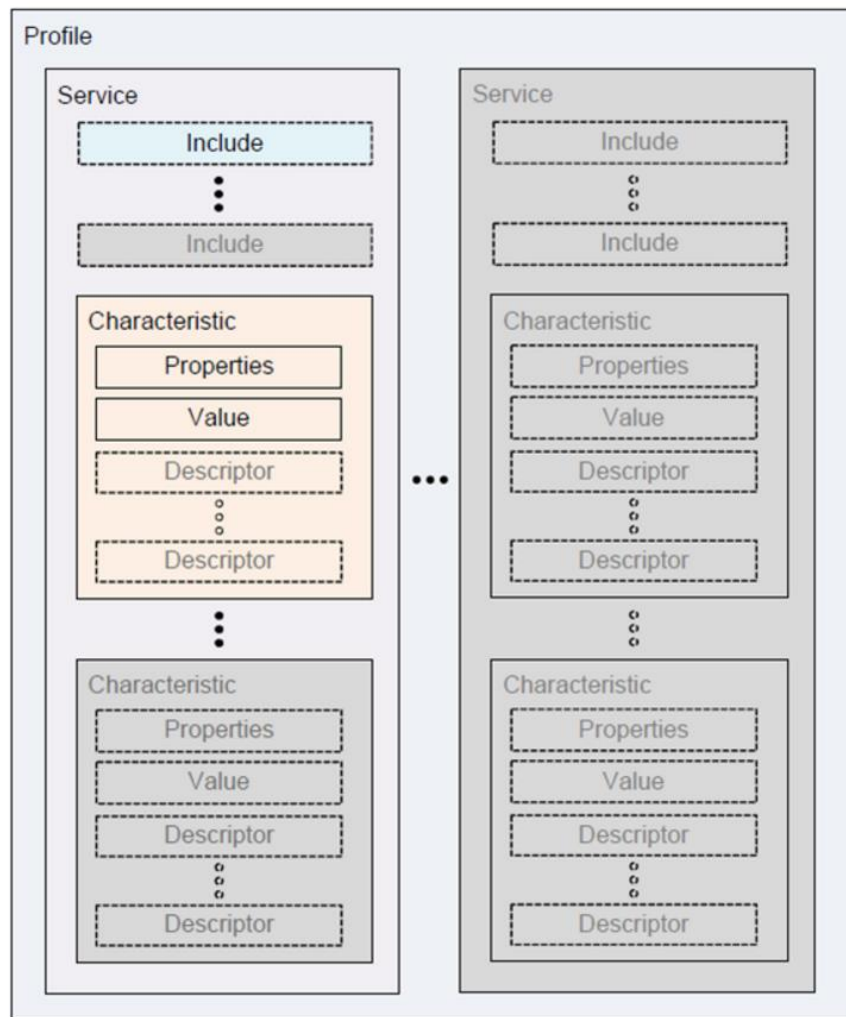 Profile
Service
Include
Include
Characteristic
Properties
Value
Descriptor
Descriptor
Characteristic
Properties
Value
Descriptor
Descriptor
Service
Include
Include
Characteristic
Properties
Value
Descriptor
Descriptor
Characteristic
Properties
Value
Descriptor
Descriptor